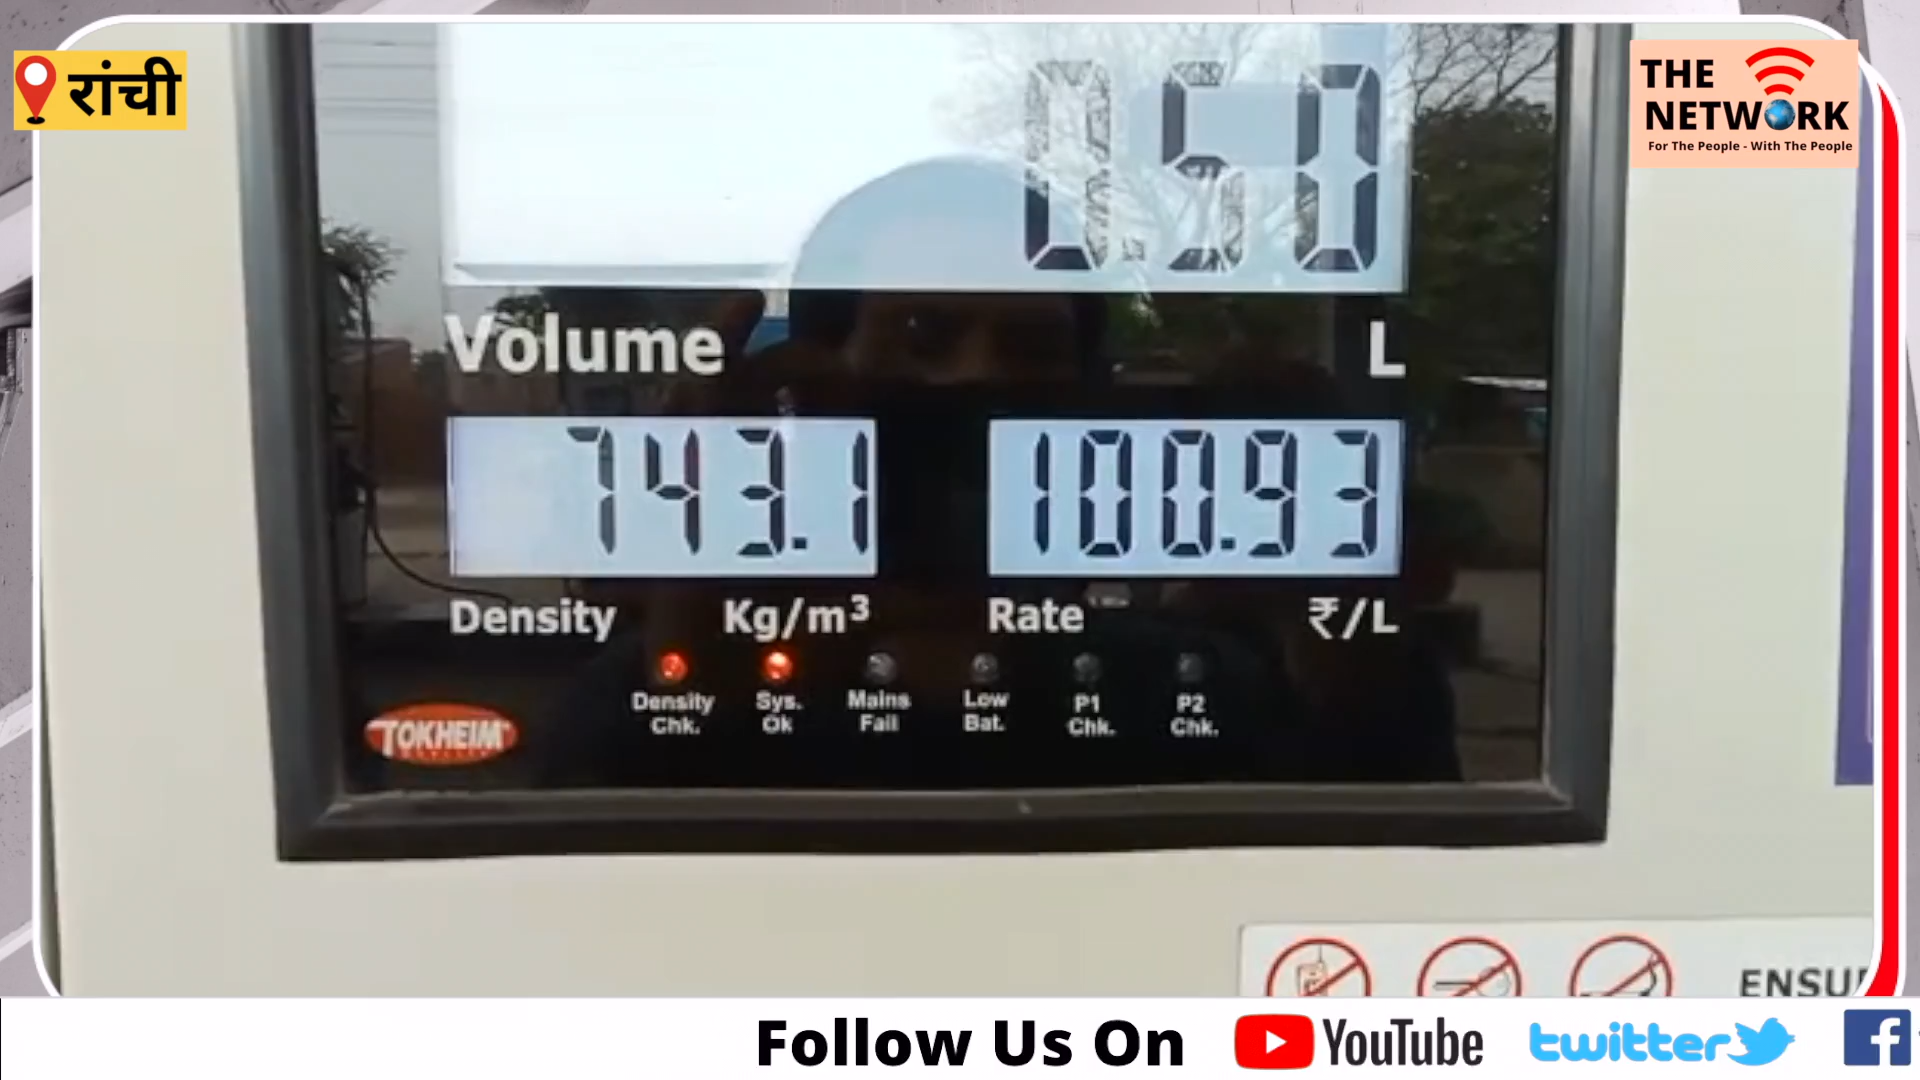 रांची
THE
NETWORK
For The People - With The People
0.50
Volume L
743.1 100.93
Density Kg/m³ Rate ₹/L
Density Chk.
Sys. Ok
Mains Fail
Low Bat.
P1 Chk.
P2 Chk.
TOKHEIM
Follow Us On YouTube twitter